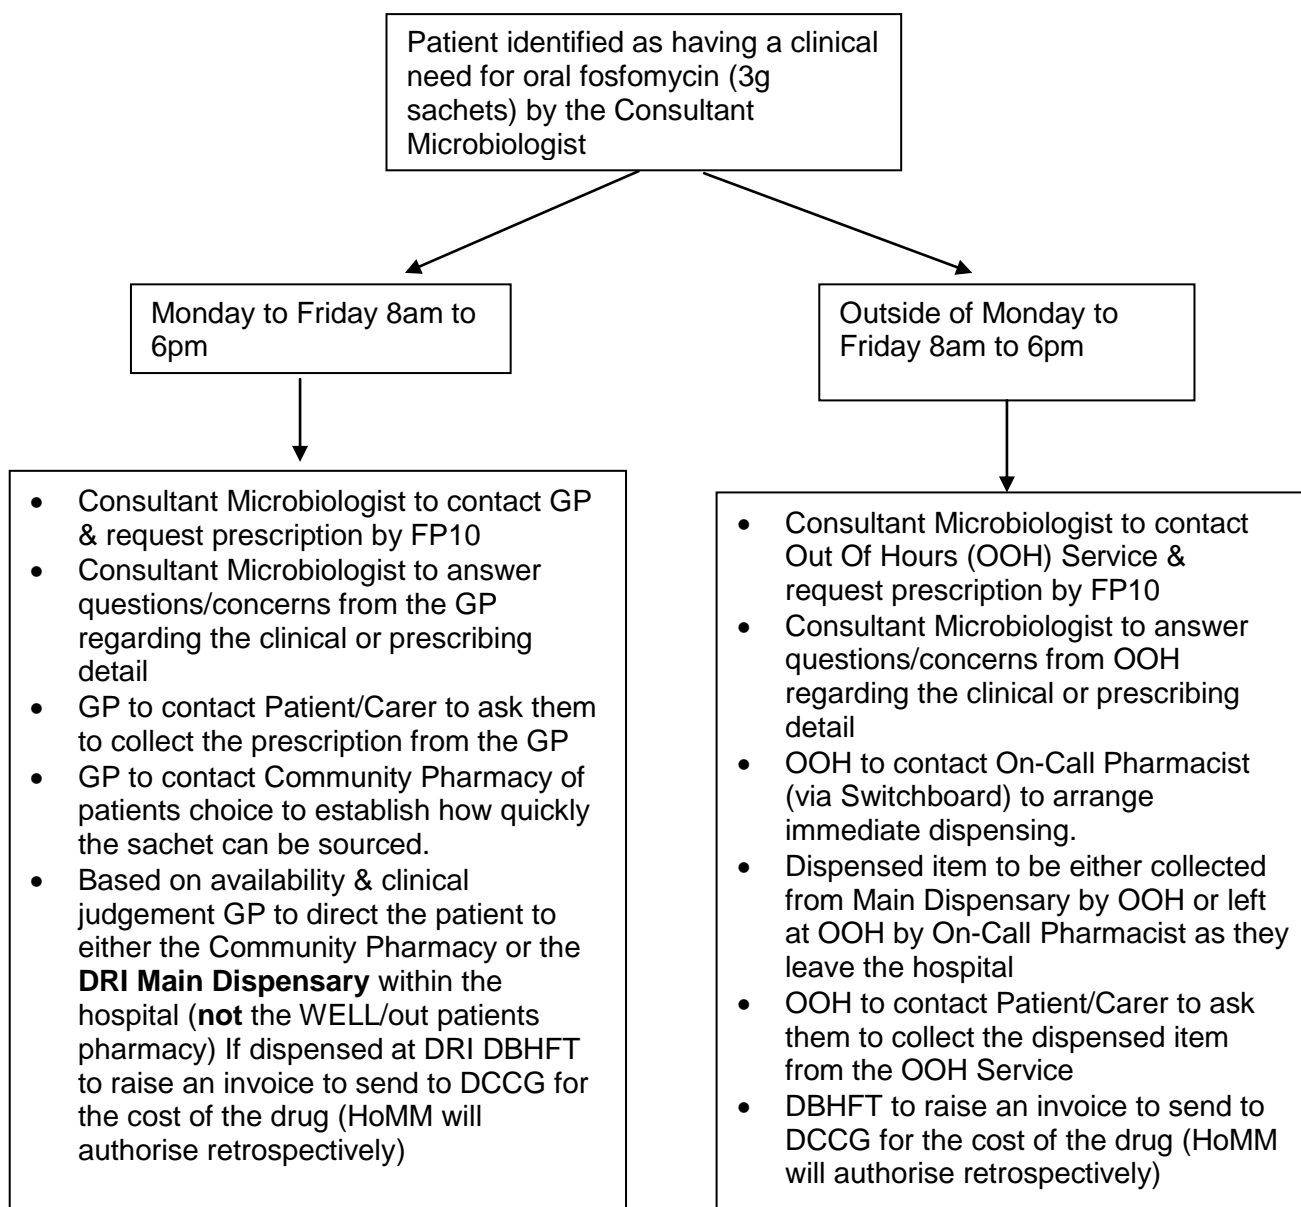 Patient identified as having a clinical
need for oral fosfomycin (3g
sachets) by the Consultant
Microbiologist
Monday to Friday 8am to
6pm
Outside of Monday to
Friday 8am to 6pm
• Consultant Microbiologist to contact GP
& request prescription by FP10
• Consultant Microbiologist to answer
questions/concerns from the GP
regarding the clinical or prescribing
detail
• GP to contact Patient/Carer to ask them
to collect the prescription from the GP
• GP to contact Community Pharmacy of
patients choice to establish how quickly
the sachet can be sourced.
• Based on availability & clinical
judgement GP to direct the patient to
either the Community Pharmacy or the
DRI Main Dispensary within the
hospital (not the WELL/out patients
pharmacy) If dispensed at DRI DBHFT
to raise an invoice to send to DCCG for
the cost of the drug (HoMM will
authorise retrospectively)
• Consultant Microbiologist to contact
Out Of Hours (OOH) Service &
request prescription by FP10
• Consultant Microbiologist to answer
questions/concerns from OOH
regarding the clinical or prescribing
detail
• OOH to contact On-Call Pharmacist
(via Switchboard) to arrange
immediate dispensing.
• Dispensed item to be either collected
from Main Dispensary by OOH or left
at OOH by On-Call Pharmacist as they
leave the hospital
• OOH to contact Patient/Carer to ask
them to collect the dispensed item
from the OOH Service
• DBHFT to raise an invoice to send to
DCCG for the cost of the drug (HoMM
will authorise retrospectively)